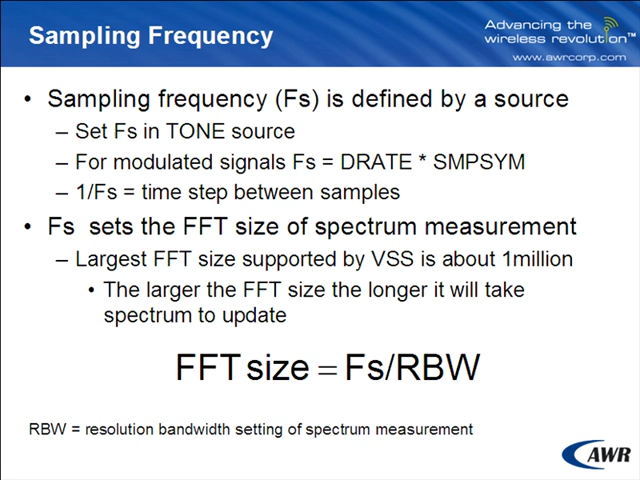 Sampling Frequency
Advancing the
wireless revolution™
www.awrcorp.com
• Sampling frequency (Fs) is defined by a source
– Set Fs in TONE source
– For modulated signals Fs = DRATE * SMPSYM
– 1/Fs = time step between samples
• Fs sets the FFT size of spectrum measurement
– Largest FFT size supported by VSS is about 1million
• The larger the FFT size the longer it will take
spectrum to update
FFT size = Fs/RBW
RBW = resolution bandwidth setting of spectrum measurement
AWR